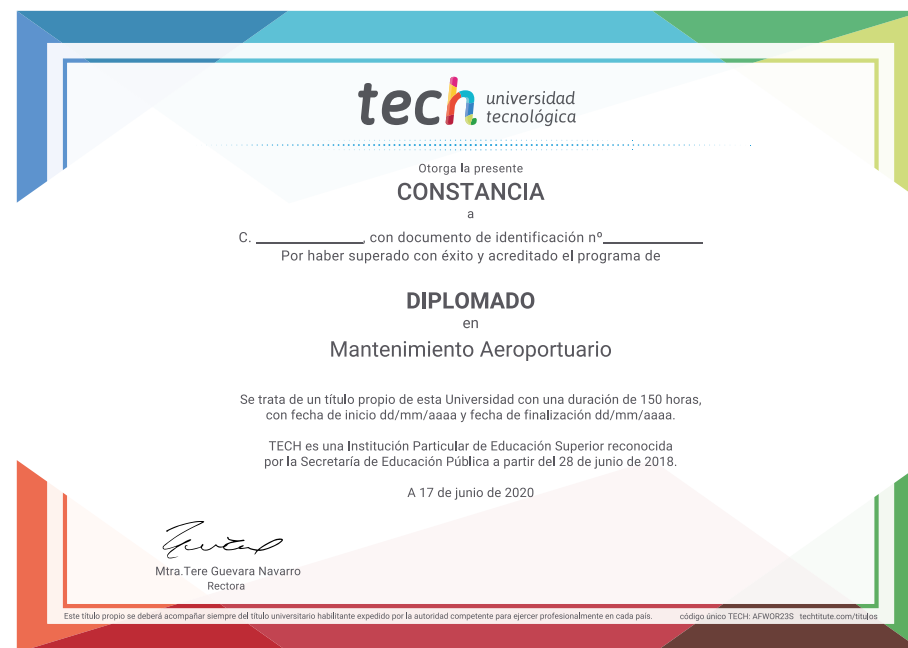 tech universidad
tecnológica
Otorga la presente
CONSTANCIA
a
C. ____________, con documento de identificación nº____________
Por haber superado con éxito y acreditado el programa de
DIPLOMADO
en
Mantenimiento Aeroportuario
Se trata de un título propio de esta Universidad con una duración de 150 horas,
con fecha de inicio dd/mm/aaaa y fecha de finalización dd/mm/aaaa.
TECH es una Institución Particular de Educación Superior reconocida
por la Secretaría de Educación Pública a partir del 28 de junio de 2018.
A 17 de junio de 2020
Mtra.Tere Guevara Navarro
Rectora
Este título propio se deberá acompañar siempre del título universitario habilitante expedido por la autoridad competente para ejercer profesionalmente en cada país. código único TECH: AFWOR23S techtitute.com/titulos